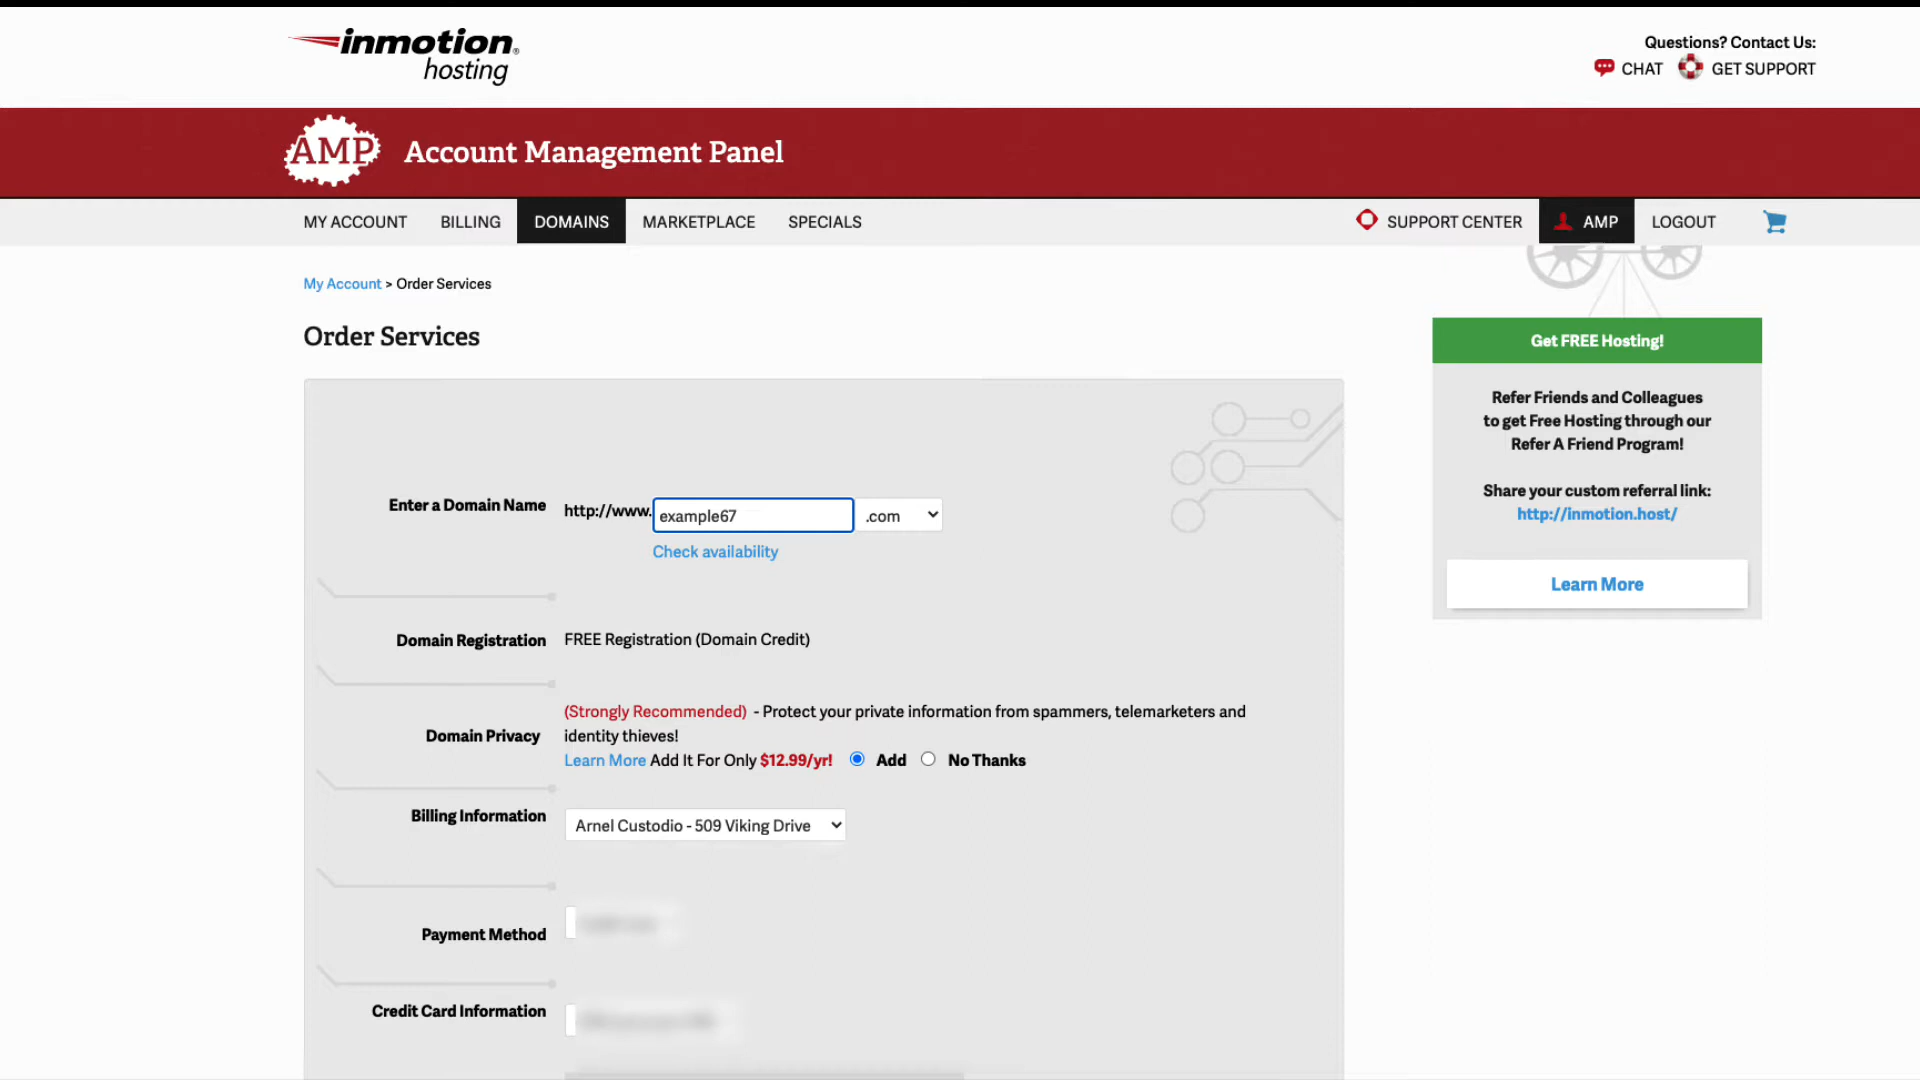 inmotion®
hosting
Questions? Contact Us:
CHAT GET SUPPORT
AMP Account Management Panel
MY ACCOUNT BILLING DOMAINS MARKETPLACE SPECIALS SUPPORT CENTER AMP LOGOUT
My Account > Order Services
Order Services
Enter a Domain Name http://www. example67 .com
Check availability
Domain Registration FREE Registration (Domain Credit)
Domain Privacy
(Strongly Recommended) - Protect your private information from spammers, telemarketers and
identity thieves!
Learn More Add It For Only $12.99/yr! Add No Thanks
Billing Information Arnel Custodio - 509 Viking Drive
Payment Method
Credit Card Information
Get FREE Hosting!
Refer Friends and Colleagues
to get Free Hosting through our
Refer A Friend Program!
Share your custom referral link:
http://inmotion.host/
Learn More